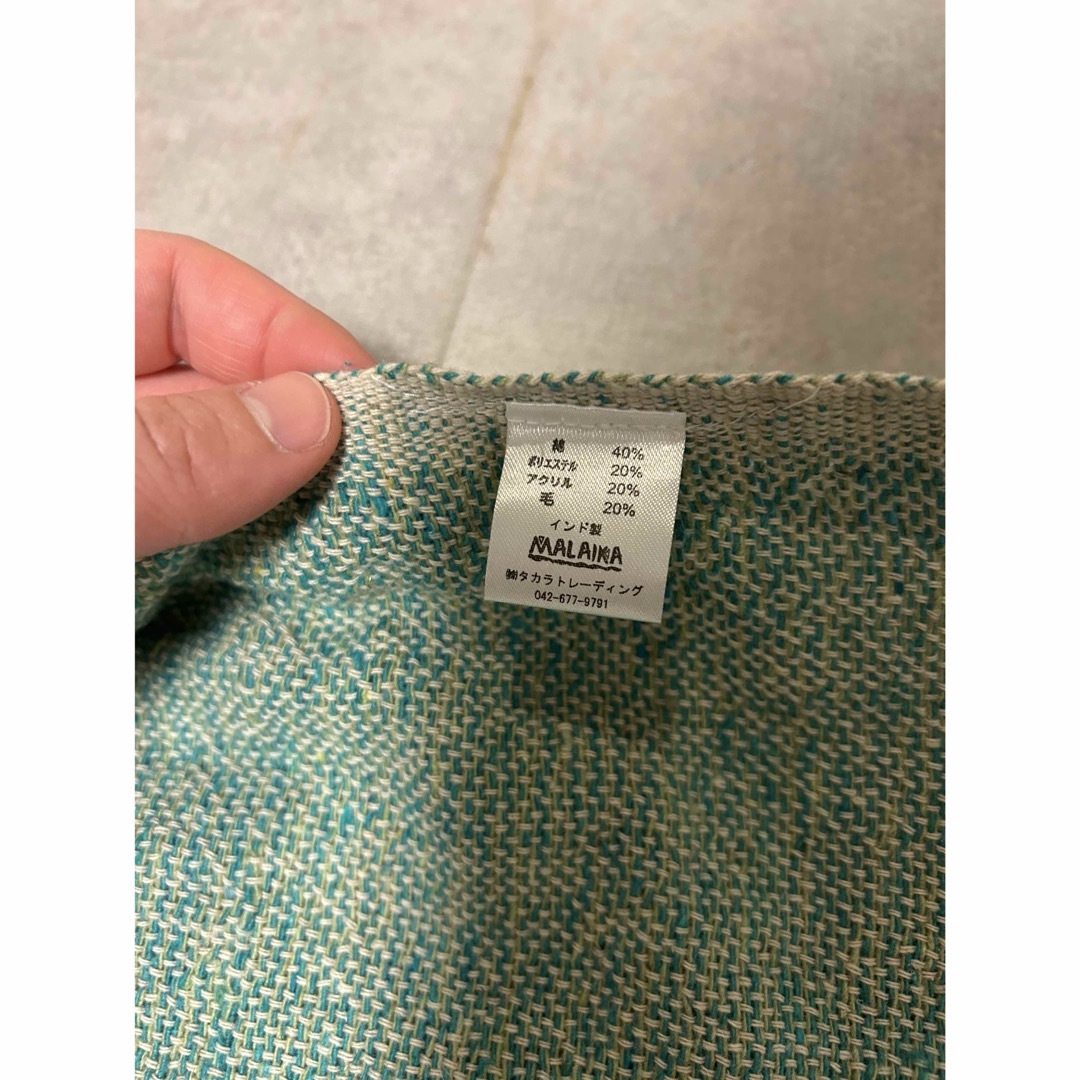 綿 40%
ポリエステル 20%
アクリル 20%
毛 20%
インド製
MALAIKA
㈱タカラトレーディング
042-677-9791